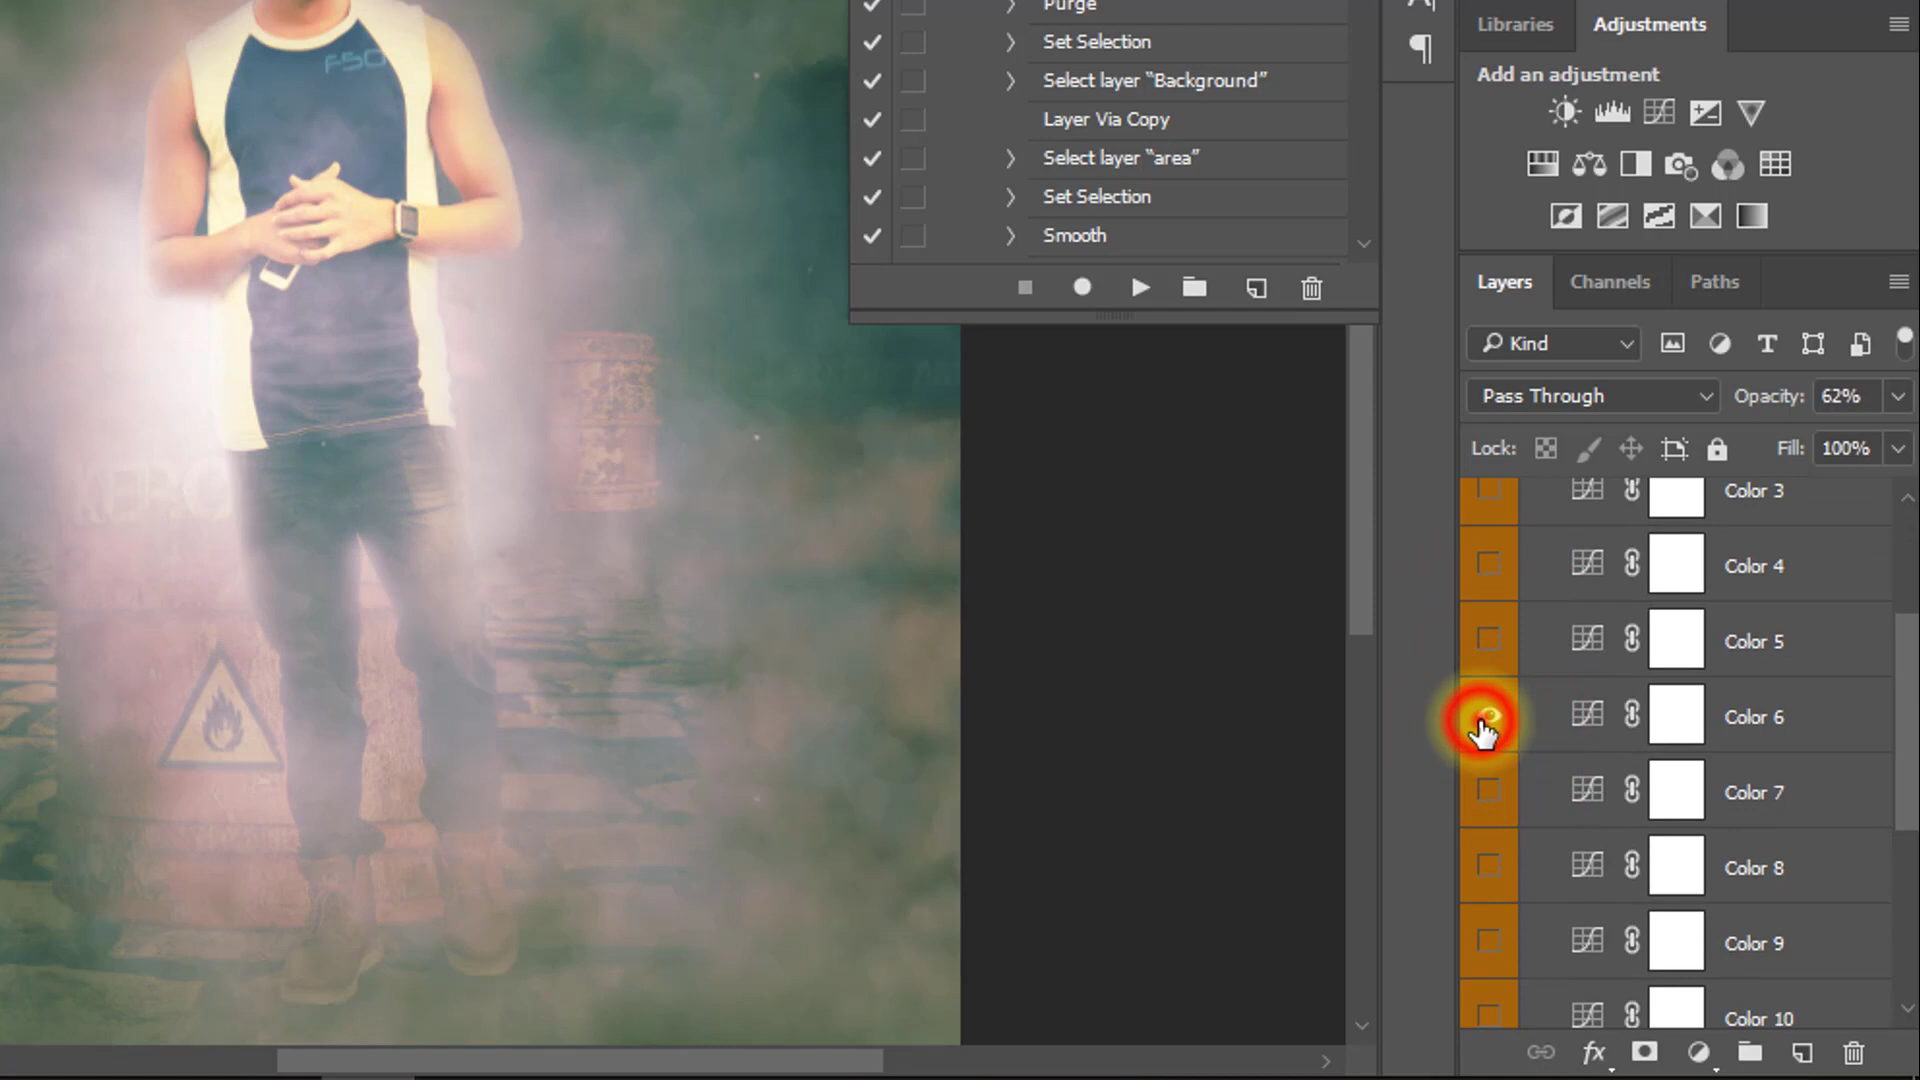 Purge
Set Selection
Select layer “Background”
Layer Via Copy
Select layer “area”
Set Selection
Smooth
Libraries
Adjustments
Add an adjustment
Layers
Channels
Paths
Kind
Pass Through
Opacity: 62%
Lock:
Fill: 100%
Color 3
Color 4
Color 5
Color 6
Color 7
Color 8
Color 9
Color 10
fx